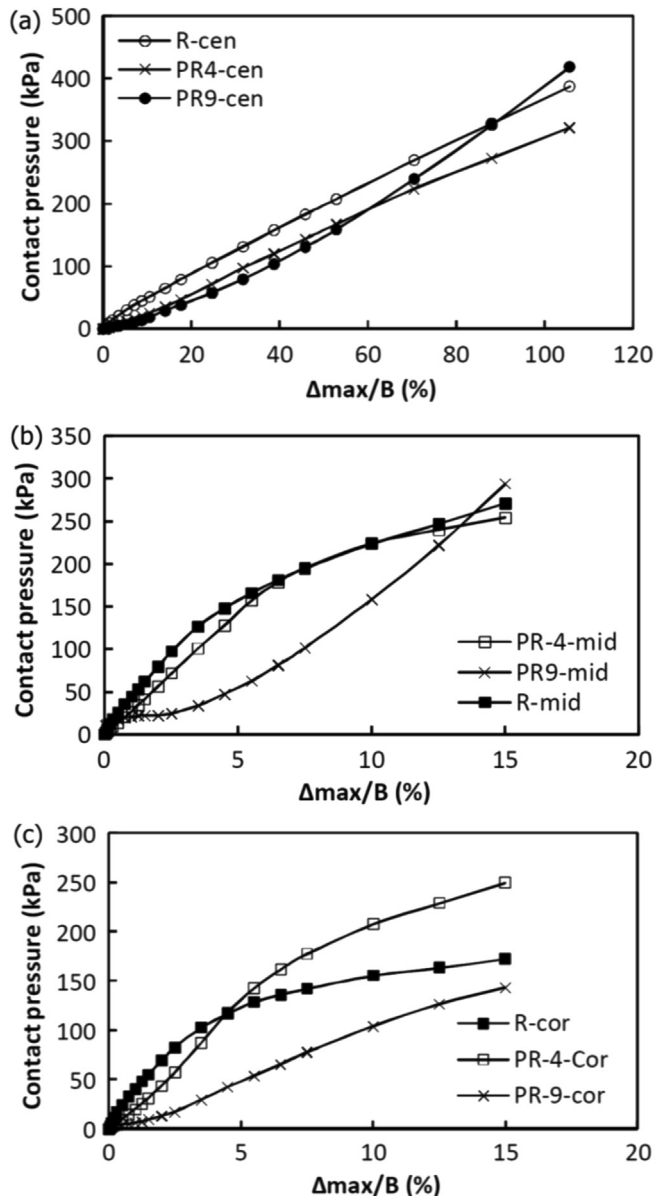 (a)
500
400
300
200
100
0
Contact pressure (kPa)
R-cen
PR4-cen
PR9-cen
0 20 40 60 80 100 120
Δmax/B (%)
(b)
350
300
250
200
150
100
50
0
Contact pressure (kPa)
PR-4-mid
PR9-mid
R-mid
0 5 10 15 20
Δmax/B (%)
(c)
300
250
200
150
100
50
0
Contact pressure (kPa)
R-cor
PR-4-Cor
PR-9-cor
0 5 10 15 20
Δmax/B (%)